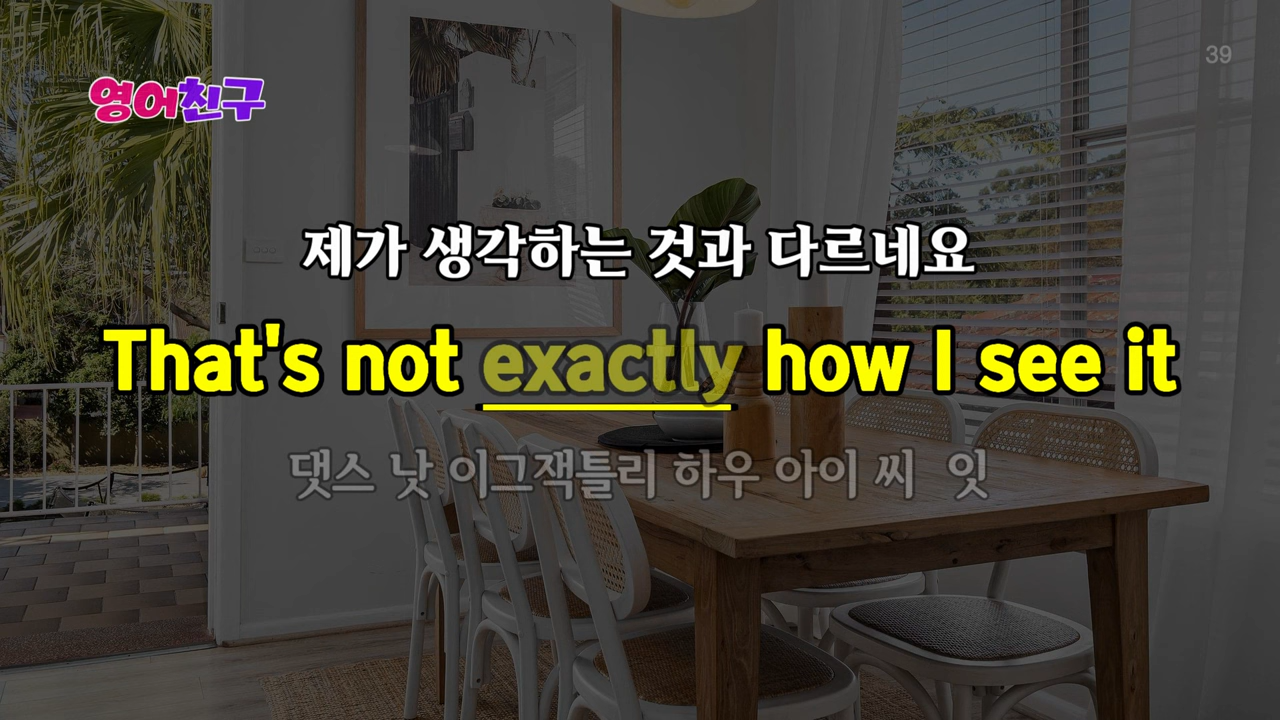 39
영어친구
제가 생각하는 것과 다르네요
That's not exactly how I see it
댓스 낫 이그잭틀리 하우 아이 씨 잇